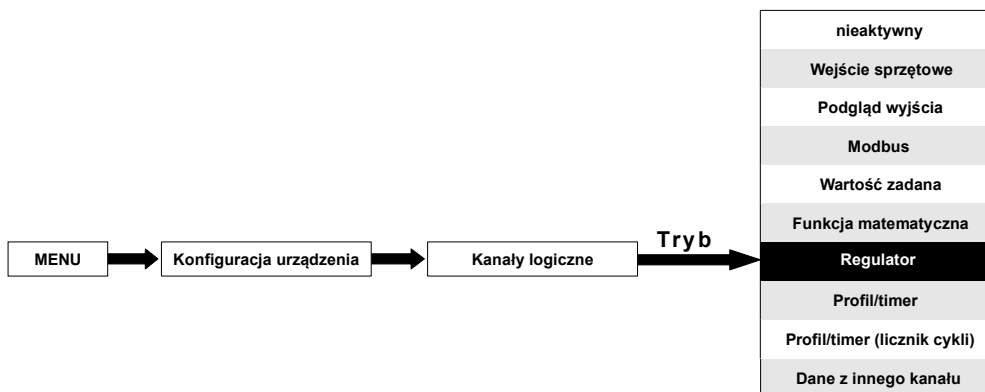 nieaktywny
Wejście sprzętowe
Podgląd wyjścia
Modbus
Wartość zadana
Funkcja matematyczna
MENU
Konfiguracja urządzenia
Kanały logiczne
Tryb
Regulator
Profil/timer
Profil/timer (licznik cykli)
Dane z innego kanału